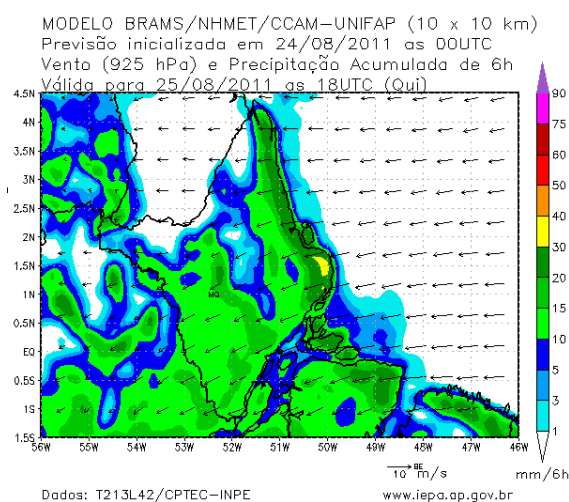 MODELO BRAMS/NHMET/CCAM-UNIFAP (10 x 10 km)
Previsão inicializada em 24/08/2011 as 00UTC
Vento (925 hPa) e Precipitação Acumulada de 6h
Válida para 25/08/2011 as 18UTC (Qui)
4.5N
4N
3.5N
3N
2.5N
2N
1.5N
1N
0.5N
EQ
0.5S
1S
1.5S
56W 55W 54W 53W 52W 51W 50W 49W 48W 47W 46W
90
75
60
50
40
30
20
15
10
5
3
1
mm/6h
10 m/s
Dados: T213L42/CPTEC-INPE
www.iepa.ap.gov.br